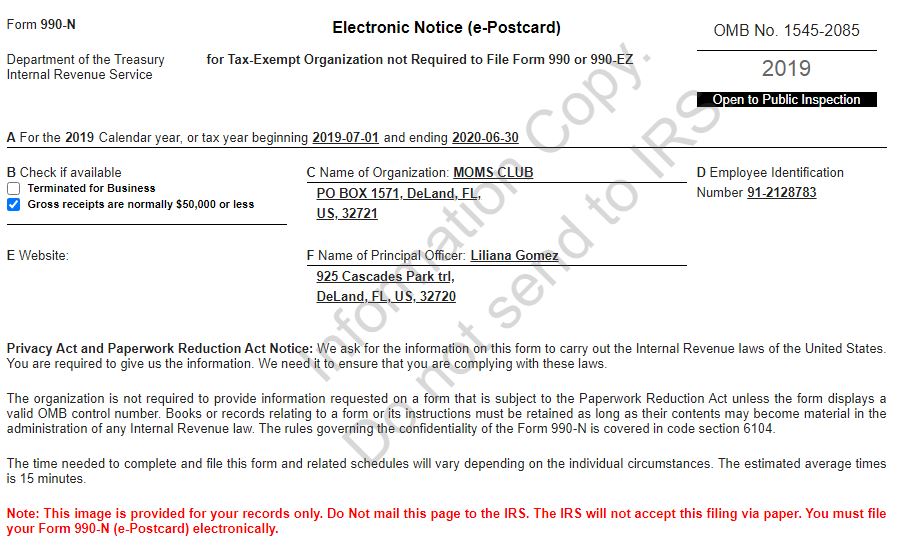 Form 990-N
Department of the Treasury
Internal Revenue Service
Electronic Notice (e-Postcard)
for Tax-Exempt Organization not Required to File Form 990 or 990-EZ
OMB No. 1545-2085
2019
Open to Public Inspection
A For the 2019 Calendar year, or tax year beginning 2019-07-01 and ending 2020-06-30
B Check if available
Terminated for Business
Gross receipts are normally $50,000 or less
C Name of Organization: MOMS CLUB
PO BOX 1571, DeLand, FL,
US, 32721
D Employee Identification
Number 91-2128783
E Website:
F Name of Principal Officer: Liliana Gomez
925 Cascades Park trl,
DeLand, FL, US, 32720
Privacy Act and Paperwork Reduction Act Notice: We ask for the information on this form to carry out the Internal Revenue laws of the United States.
You are required to give us the information. We need it to ensure that you are complying with these laws.
The organization is not required to provide information requested on a form that is subject to the Paperwork Reduction Act unless the form displays a
valid OMB control number. Books or records relating to a form or its instructions must be retained as long as their contents may become material in the
administration of any Internal Revenue law. The rules governing the confidentiality of the Form 990-N is covered in code section 6104.
The time needed to complete and file this form and related schedules will vary depending on the individual circumstances. The estimated average times
is 15 minutes.
Note: This image is provided for your records only. Do Not mail this page to the IRS. The IRS will not accept this filing via paper. You must file
your Form 990-N (e-Postcard) electronically.
Information Copy.
Do not send to IRS